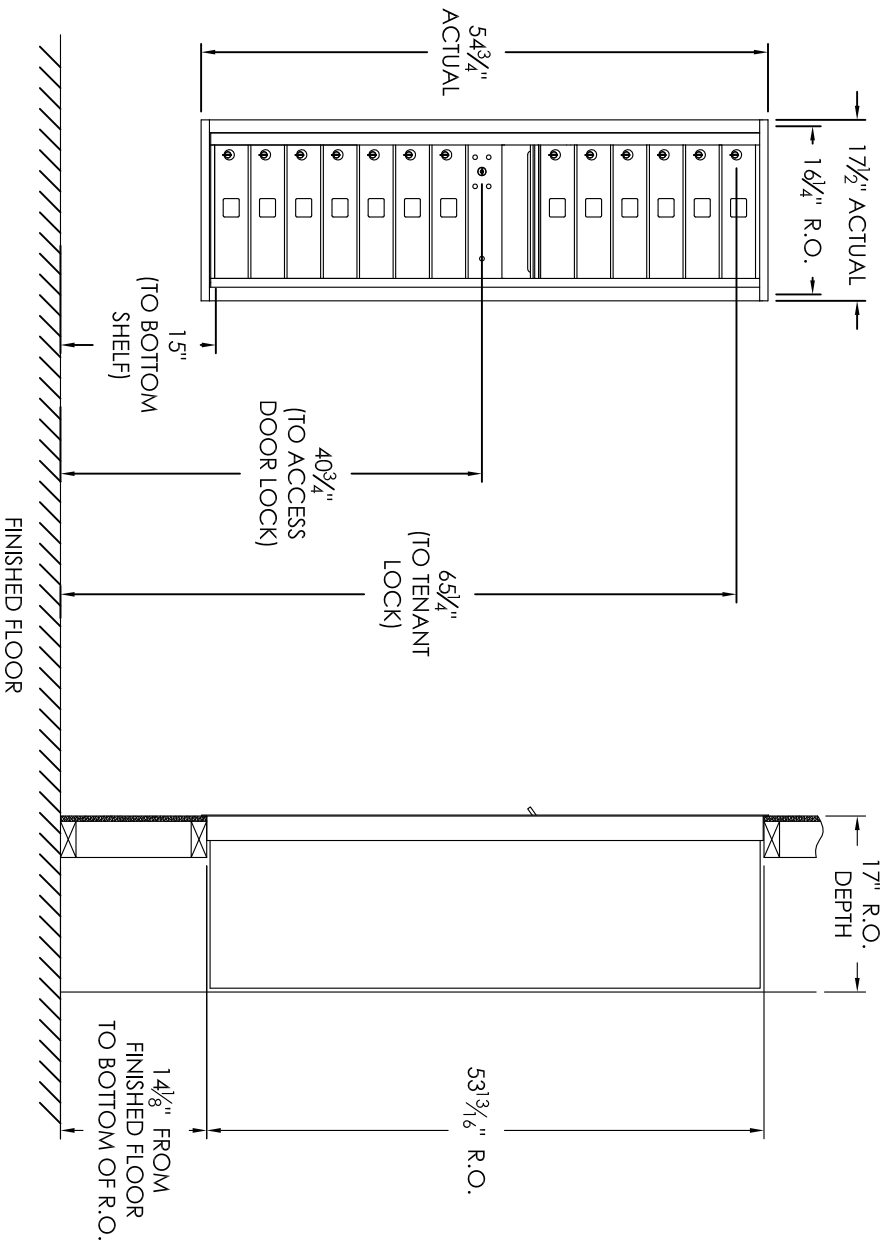 17½" ACTUAL
16¼" R.O.
54¾"
ACTUAL
15"
(TO BOTTOM
SHELF)
40¾"
(TO ACCESS
DOOR LOCK)
65¼"
(TO TENANT
LOCK)
FINISHED FLOOR
17" R.O.
DEPTH
53¹³⁄₁₆" R.O.
14⅛" FROM
FINISHED FLOOR
TO BOTTOM OF R.O.